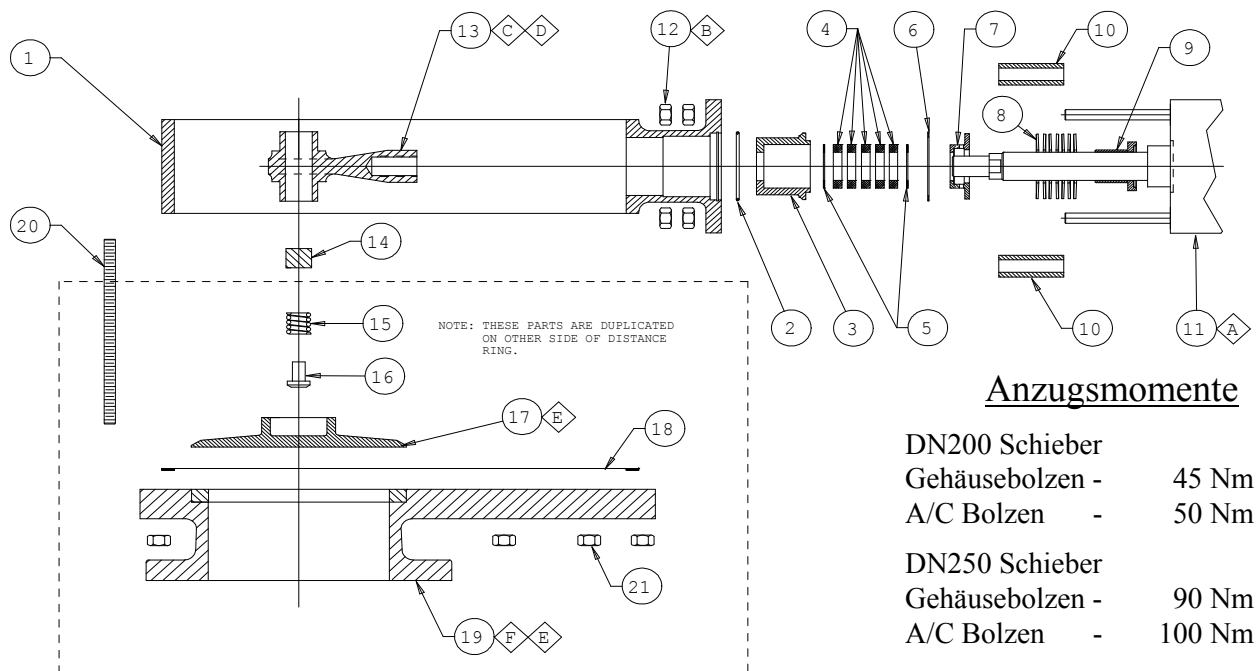 13 C D
12 B
4
6
7
10
1
9
8
20
14
15
NOTE: THESE PARTS ARE DUPLICATED
ON OTHER SIDE OF DISTANCE
RING.
2
3
5
10
11 A
16
17 E
18
21
19 F E
Anzugsmomente
DN200 Schieber
Gehäusebolzen - 45 Nm
A/C Bolzen - 50 Nm
DN250 Schieber
Gehäusebolzen - 90 Nm
A/C Bolzen - 100 Nm